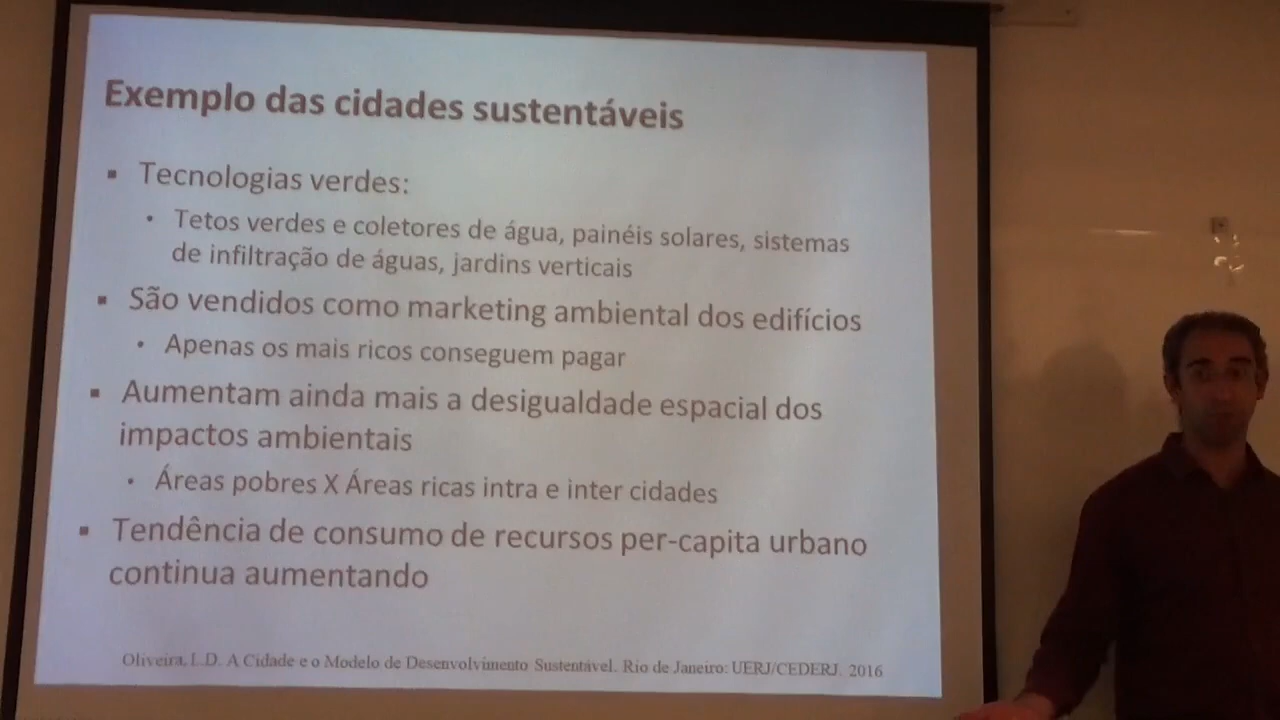 Exemplo das cidades sustentáveis
▪ Tecnologias verdes:
• Tetos verdes e coletores de água, painéis solares, sistemas
de infiltração de águas, jardins verticais
▪ São vendidos como marketing ambiental dos edifícios
• Apenas os mais ricos conseguem pagar
▪ Aumentam ainda mais a desigualdade espacial dos
impactos ambientais
• Áreas pobres X Áreas ricas intra e inter cidades
▪ Tendência de consumo de recursos per-capita urbano
continua aumentando
Oliveira, L.D. A Cidade e o Modelo de Desenvolvimento Sustentável. Rio de Janeiro: UERJ/CEDERJ. 2016